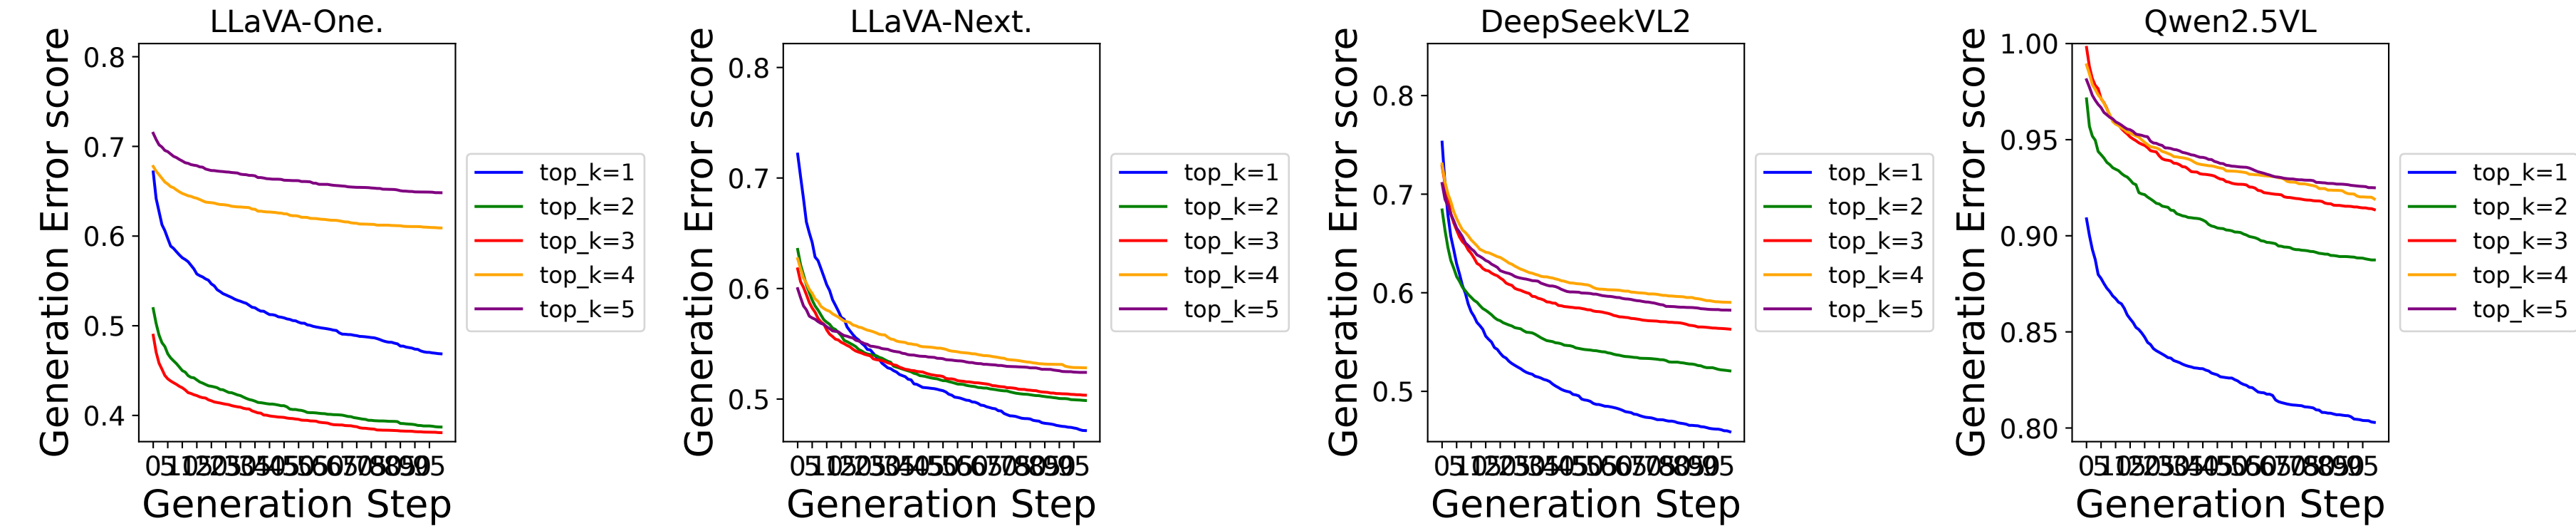 LLaVA-One.
Generation Error score
0.8
0.7
0.6
0.5
0.4
Generation Step
top_k=1
top_k=2
top_k=3
top_k=4
top_k=5
LLaVA-Next.
Generation Error score
0.8
0.7
0.6
0.5
Generation Step
top_k=1
top_k=2
top_k=3
top_k=4
top_k=5
DeepSeekVL2
Generation Error score
0.8
0.7
0.6
0.5
Generation Step
top_k=1
top_k=2
top_k=3
top_k=4
top_k=5
Qwen2.5VL
Generation Error score
1.00
0.95
0.90
0.85
0.80
Generation Step
top_k=1
top_k=2
top_k=3
top_k=4
top_k=5